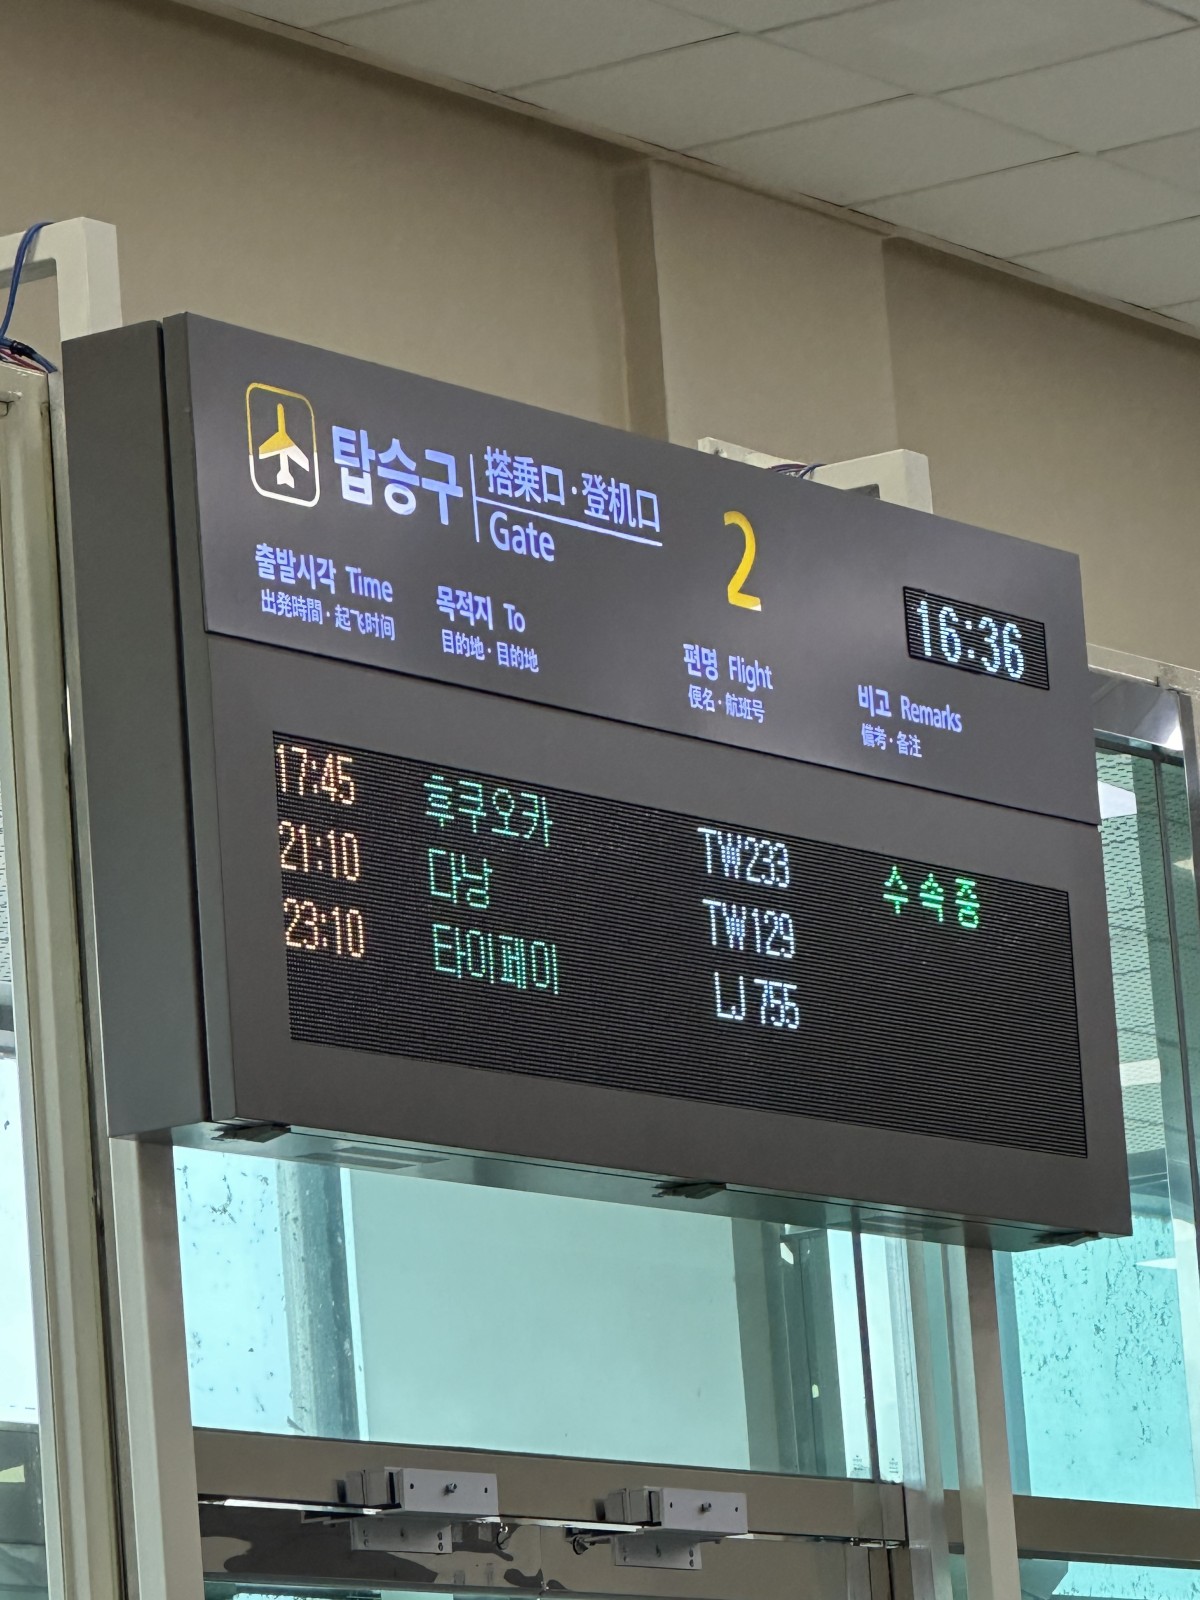 탑승구 搭乗口·登机口
Gate
2
16:36
출발시각 Time
出発時間·起飞时间
목적지 To
目的地·目的地
편명 Flight
便名·航班号
비고 Remarks
備考·备注
17:45 후쿠오카 TW233 수속중
21:10 다낭 TW129
23:10 타이페이 LJ 755